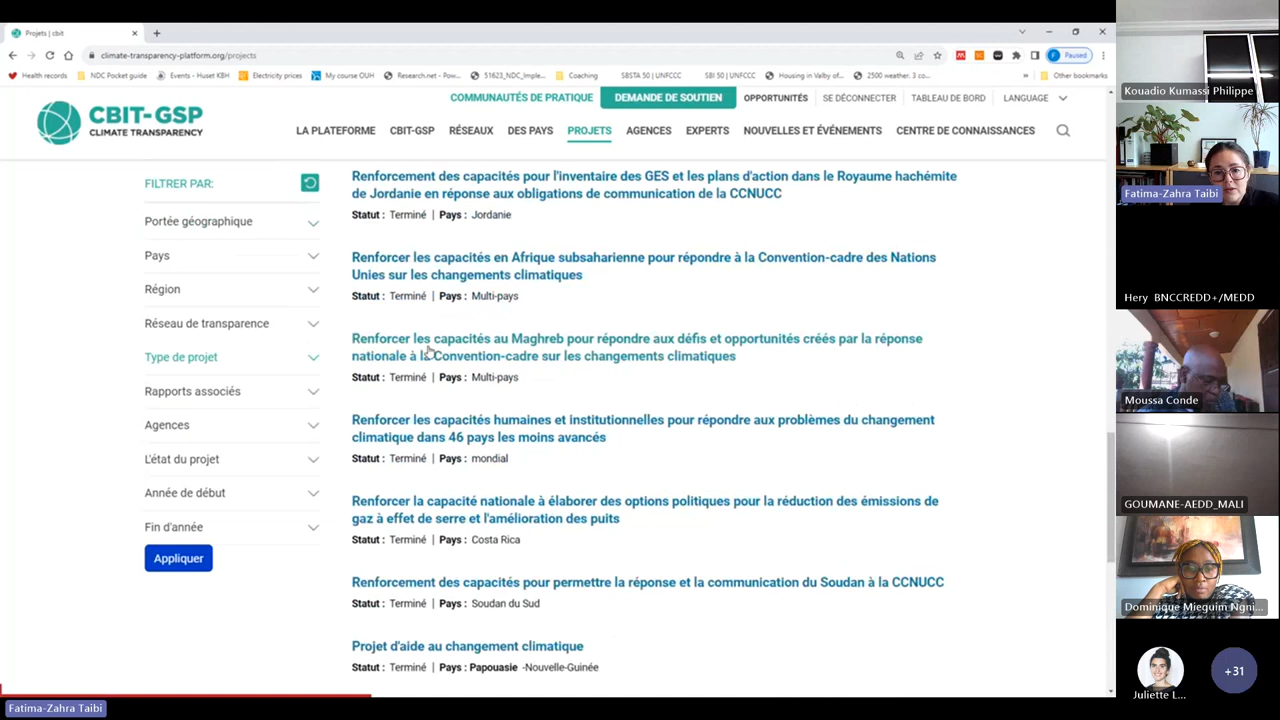 Projets | cbit
climate-transparency-platform.org/projects
Paused
Health records
NDC Pocket guide
Events - Huset KBH
Electricity prices
My course OUH
Research.net - Pow...
51623_NDC_Imple...
Coaching
SBSTA 50 | UNFCCC
SBI 50 | UNFCCC
Housing in Valby of...
2500 weather. 3 co...
»
Other bookmarks
CBIT-GSP
CLIMATE TRANSPARENCY
COMMUNAUTÉS DE PRATIQUE
DEMANDE DE SOUTIEN
OPPORTUNITÉS
SE DÉCONNECTER
TABLEAU DE BORD
LANGUAGE
LA PLATEFORME
CBIT-GSP
RÉSEAUX
DES PAYS
PROJETS
AGENCES
EXPERTS
NOUVELLES ET ÉVÉNEMENTS
CENTRE DE CONNAISSANCES
FILTRER PAR:
Portée géographique
Pays
Région
Réseau de transparence
Type de projet
Rapports associés
Agences
L'état du projet
Année de début
Fin d'année
Appliquer
Renforcement des capacités pour l'inventaire des GES et les plans d'action dans le Royaume hachémite
de Jordanie en réponse aux obligations de communication de la CCNUCC
Statut : Terminé | Pays : Jordanie
Renforcer les capacités en Afrique subsaharienne pour répondre à la Convention-cadre des Nations
Unies sur les changements climatiques
Statut : Terminé | Pays : Multi-pays
Renforcer les capacités au Maghreb pour répondre aux défis et opportunités créés par la réponse
nationale à la Convention-cadre sur les changements climatiques
Statut : Terminé | Pays : Multi-pays
Renforcer les capacités humaines et institutionnelles pour répondre aux problèmes du changement
climatique dans 46 pays les moins avancés
Statut : Terminé | Pays : mondial
Renforcer la capacité nationale à élaborer des options politiques pour la réduction des émissions de
gaz à effet de serre et l'amélioration des puits
Statut : Terminé | Pays : Costa Rica
Renforcement des capacités pour permettre la réponse et la communication du Soudan à la CCNUCC
Statut : Terminé | Pays : Soudan du Sud
Projet d'aide au changement climatique
Statut : Terminé | Pays : Papouasie -Nouvelle-Guinée
Fatima-Zahra Taibi
Kouadio Kumassi Philippe
Fatima-Zahra Taibi
Hery BNCCREDD+/MEDD
Moussa Conde
GOUMANE-AEDD_MALI
Dominique Mieguim Ngni...
Juliette L...
+31